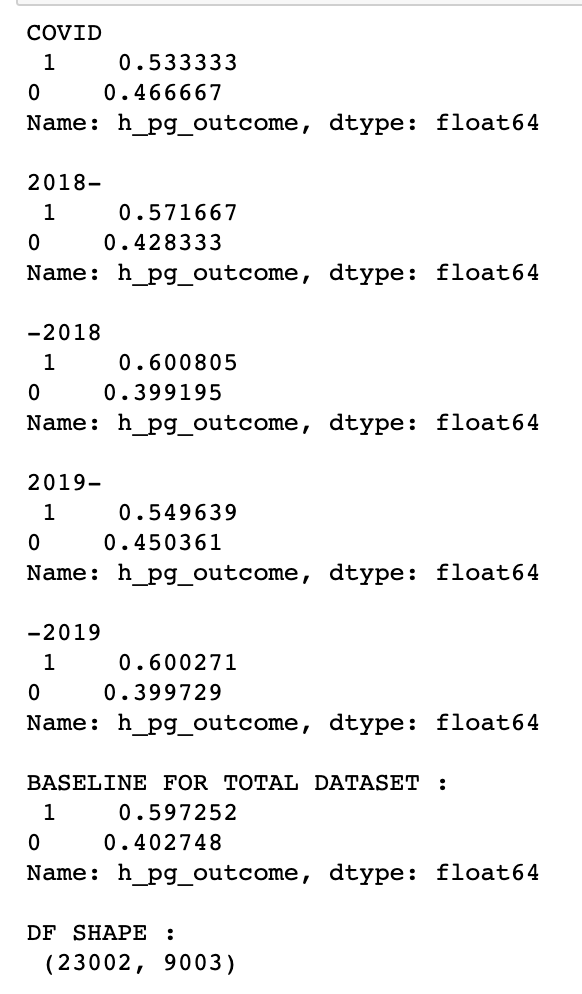 COVID
1 0.533333
0 0.466667
Name: h_pg_outcome, dtype: float64
2018-
1 0.571667
0 0.428333
Name: h_pg_outcome, dtype: float64
-2018
1 0.600805
0 0.399195
Name: h_pg_outcome, dtype: float64
2019-
1 0.549639
0 0.450361
Name: h_pg_outcome, dtype: float64
-2019
1 0.600271
0 0.399729
Name: h_pg_outcome, dtype: float64
BASELINE FOR TOTAL DATASET :
1 0.597252
0 0.402748
Name: h_pg_outcome, dtype: float64
DF SHAPE :
(23002, 9003)